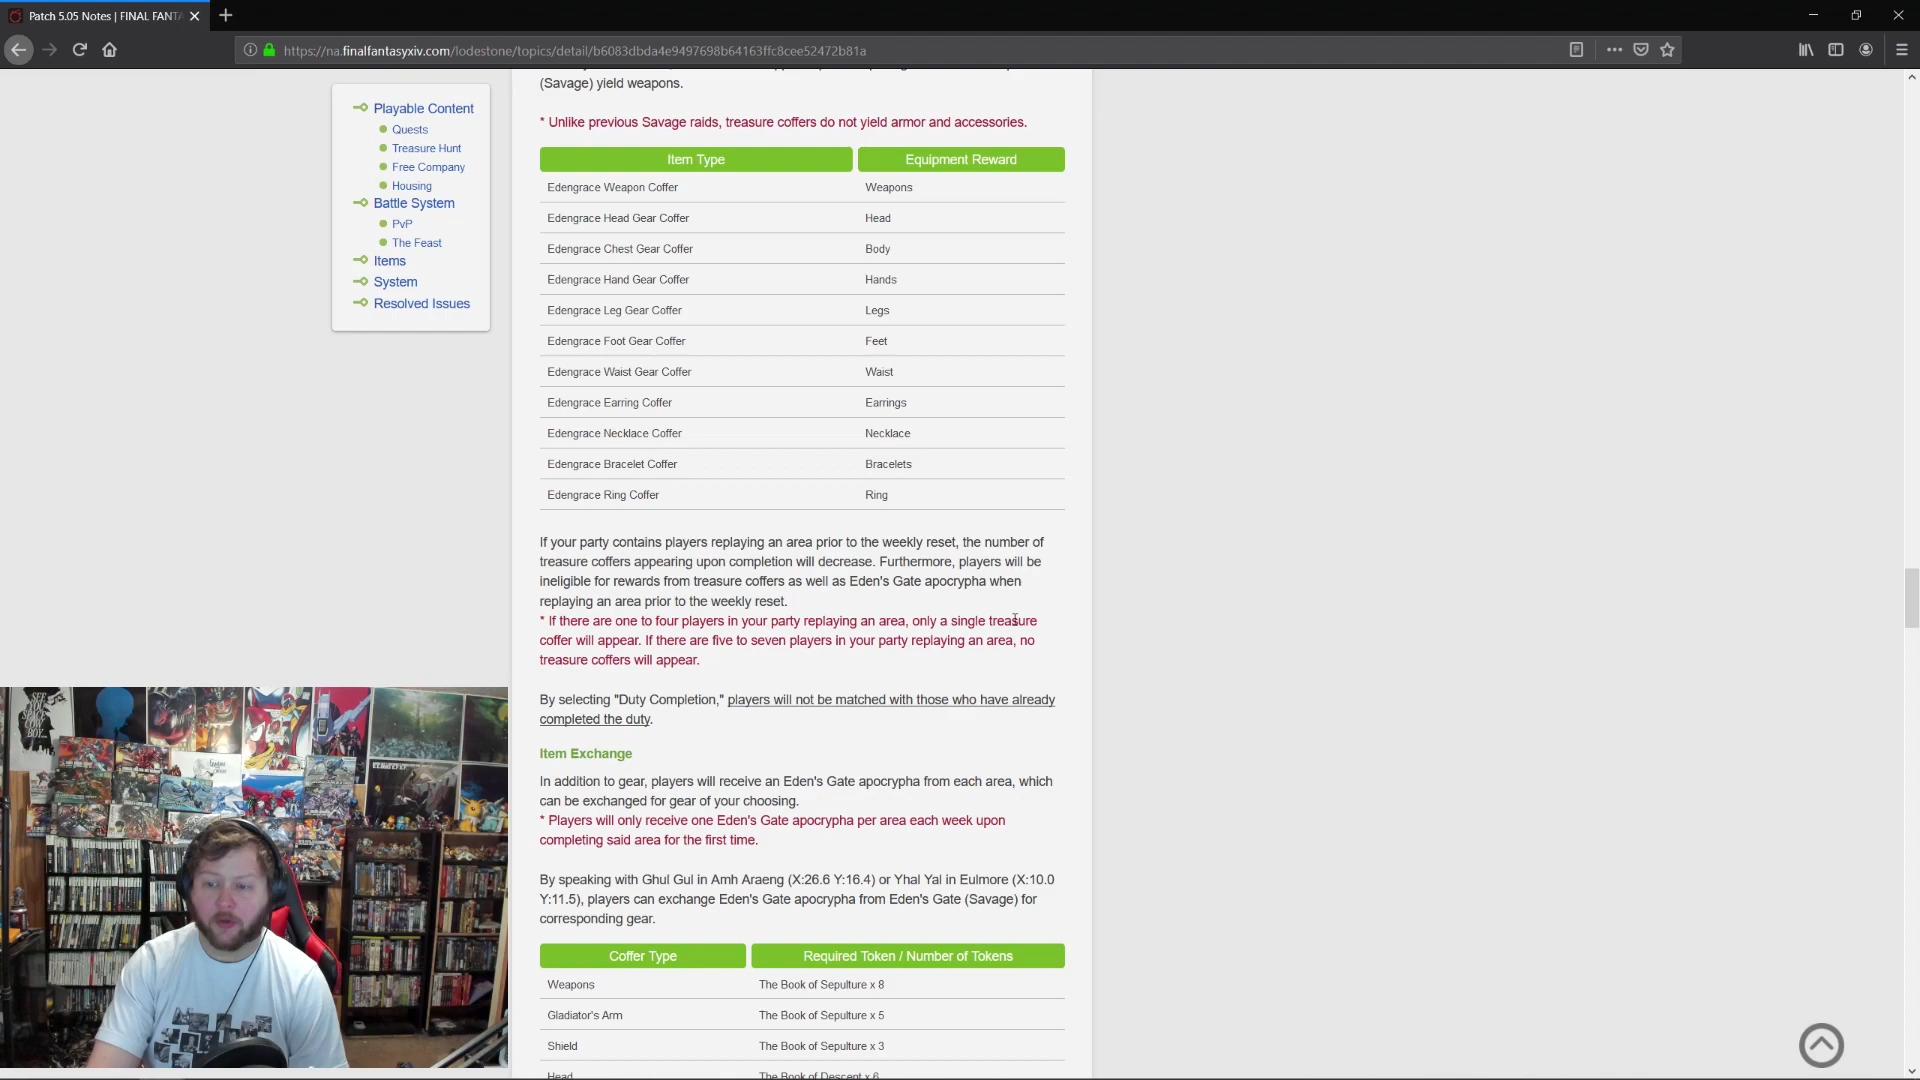 Patch 5.05 Notes | FINAL FANTA
https://na.finalfantasyxiv.com/lodestone/topics/detail/b6083dbda4e9497698b64163ffc8cee52472b81a
Playable Content
Quests
Treasure Hunt
Free Company
Housing
Battle System
PvP
The Feast
Items
System
Resolved Issues
(Savage) yield weapons.
* Unlike previous Savage raids, treasure coffers do not yield armor and accessories.
Item Type Equipment Reward
Edengrace Weapon Coffer Weapons
Edengrace Head Gear Coffer Head
Edengrace Chest Gear Coffer Body
Edengrace Hand Gear Coffer Hands
Edengrace Leg Gear Coffer Legs
Edengrace Foot Gear Coffer Feet
Edengrace Waist Gear Coffer Waist
Edengrace Earring Coffer Earrings
Edengrace Necklace Coffer Necklace
Edengrace Bracelet Coffer Bracelets
Edengrace Ring Coffer Ring
If your party contains players replaying an area prior to the weekly reset, the number of
treasure coffers appearing upon completion will decrease. Furthermore, players will be
ineligible for rewards from treasure coffers as well as Eden's Gate apocrypha when
replaying an area prior to the weekly reset.
* If there are one to four players in your party replaying an area, only a single treasure
coffer will appear. If there are five to seven players in your party replaying an area, no
treasure coffers will appear.
By selecting "Duty Completion," players will not be matched with those who have already
completed the duty.
Item Exchange
In addition to gear, players will receive an Eden's Gate apocrypha from each area, which
can be exchanged for gear of your choosing.
* Players will only receive one Eden's Gate apocrypha per area each week upon
completing said area for the first time.
By speaking with Ghul Gul in Amh Araeng (X:26.6 Y:16.4) or Yhal Yal in Eulmore (X:10.0
Y:11.5), players can exchange Eden's Gate apocrypha from Eden's Gate (Savage) for
corresponding gear.
Coffer Type Required Token / Number of Tokens
Weapons The Book of Sepulture x 8
Gladiator's Arm The Book of Sepulture x 5
Shield The Book of Sepulture x 3
Head The Book of Descent x 6
SEE
YOU
SPACE
COWBOY...